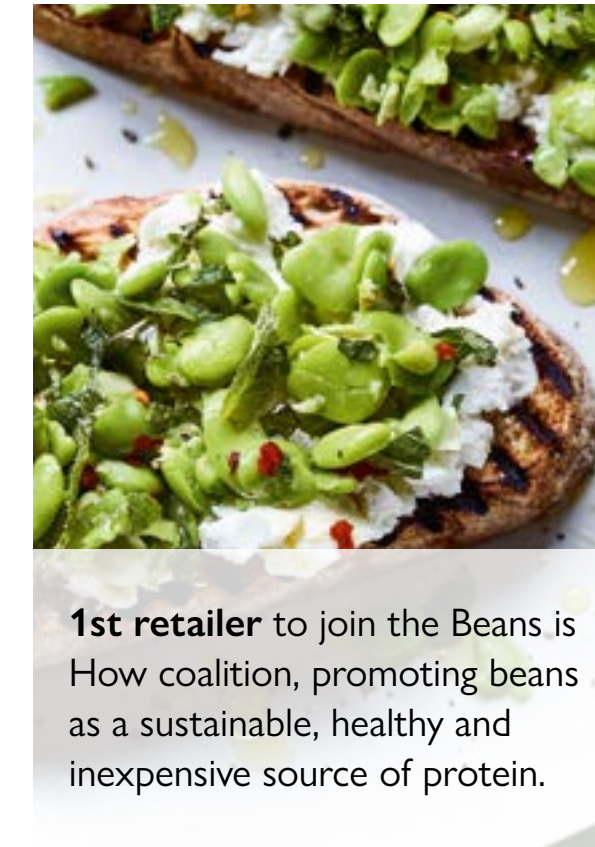 1st retailer to join the Beans is
How coalition, promoting beans
as a sustainable, healthy and
inexpensive source of protein.